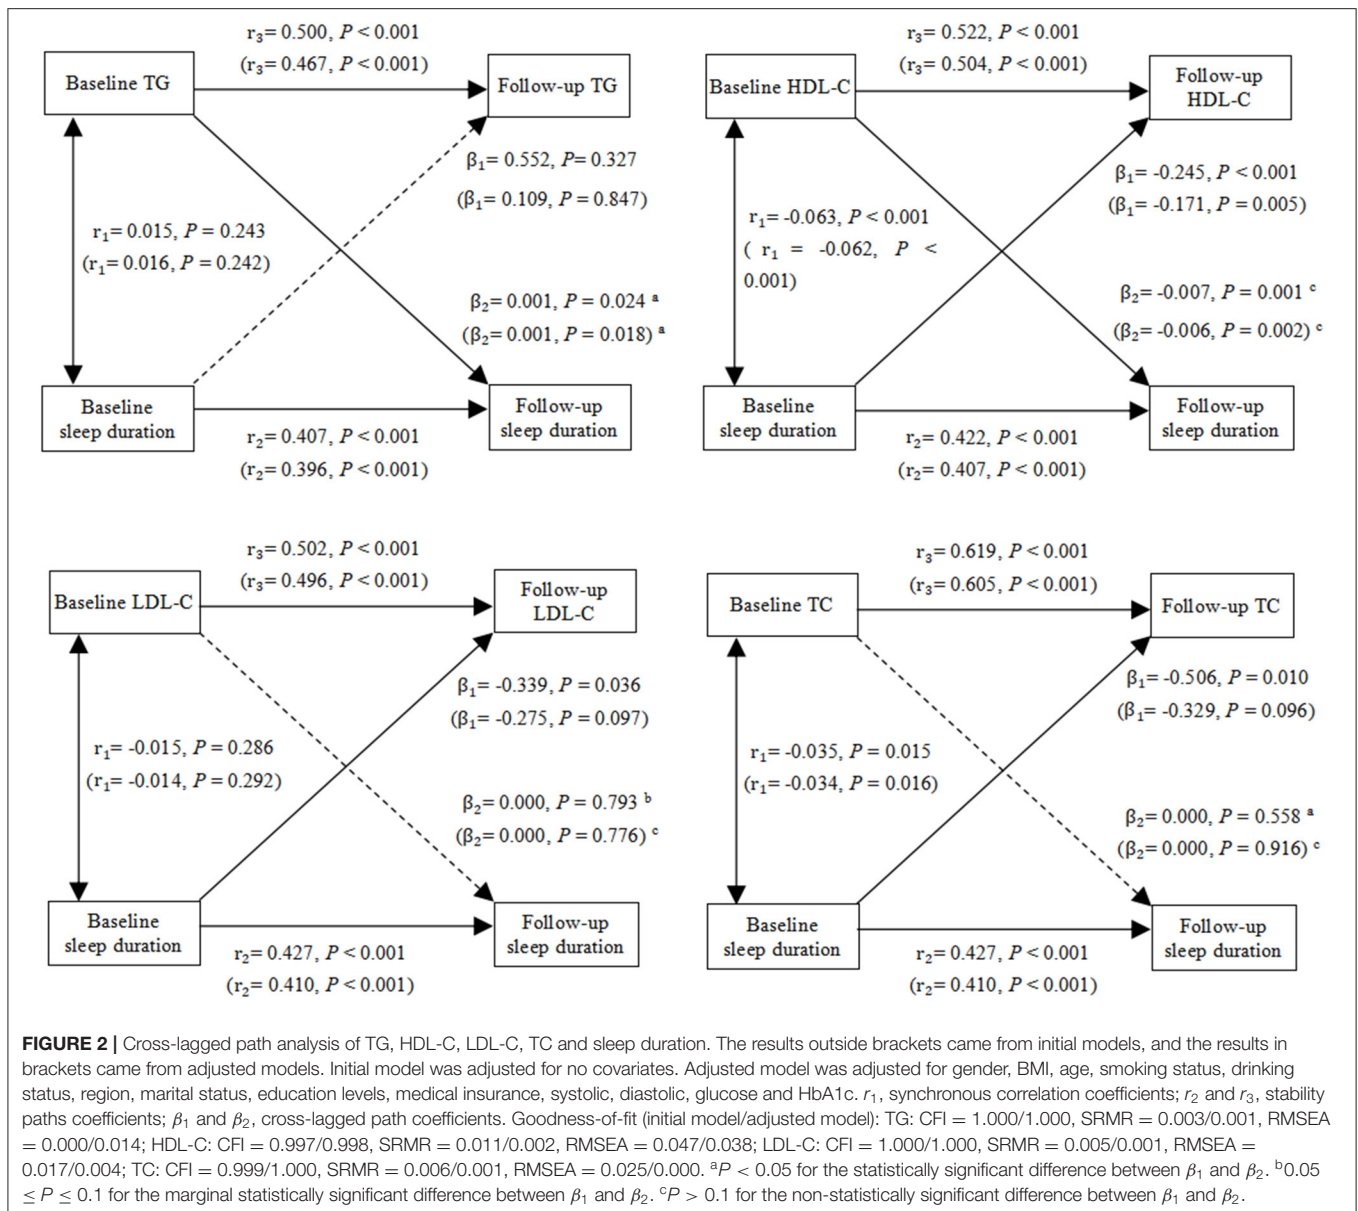 r₃= 0.500, P < 0.001
(r₃= 0.467, P < 0.001)
Baseline TG
Follow-up TG
β₁= 0.552, P= 0.327
(β₁= 0.109, P = 0.847)
r₁= 0.015, P = 0.243
(r₁= 0.016, P = 0.242)
β₂= 0.001, P = 0.024 ᵃ
(β₂= 0.001, P = 0.018) ᵃ
Baseline
sleep duration
Follow-up
sleep duration
r₂= 0.407, P < 0.001
(r₂= 0.396, P < 0.001)
r₃= 0.522, P < 0.001
(r₃= 0.504, P < 0.001)
Baseline HDL-C
Follow-up
HDL-C
β₁= -0.245, P < 0.001
(β₁= -0.171, P = 0.005)
r₁= -0.063, P < 0.001
( r₁ = -0.062, P <
0.001)
β₂= -0.007, P = 0.001 ᶜ
(β₂= -0.006, P = 0.002) ᶜ
Baseline
sleep duration
Follow-up
sleep duration
r₂= 0.422, P < 0.001
(r₂= 0.407, P < 0.001)
r₃= 0.502, P < 0.001
(r₃= 0.496, P < 0.001)
Baseline LDL-C
Follow-up
LDL-C
β₁= -0.339, P = 0.036
(β₁= -0.275, P = 0.097)
r₁= -0.015, P = 0.286
(r₁= -0.014, P = 0.292)
β₂= 0.000, P = 0.793 ᵇ
(β₂= 0.000, P = 0.776) ᶜ
Baseline
sleep duration
Follow-up
sleep duration
r₂= 0.427, P < 0.001
(r₂= 0.410, P < 0.001)
r₃= 0.619, P < 0.001
(r₃= 0.605, P < 0.001)
Baseline TC
Follow-up TC
β₁= -0.506, P = 0.010
(β₁= -0.329, P = 0.096)
r₁= -0.035, P = 0.015
(r₁= -0.034, P = 0.016)
β₂= 0.000, P = 0.558 ᵃ
(β₂= 0.000, P = 0.916) ᶜ
Baseline
sleep duration
Follow-up
sleep duration
r₂= 0.427, P < 0.001
(r₂= 0.410, P < 0.001)
FIGURE 2 | Cross-lagged path analysis of TG, HDL-C, LDL-C, TC and sleep duration. The results outside brackets came from initial models, and the results in
brackets came from adjusted models. Initial model was adjusted for no covariates. Adjusted model was adjusted for gender, BMI, age, smoking status, drinking
status, region, marital status, education levels, medical insurance, systolic, diastolic, glucose and HbA1c. r₁, synchronous correlation coefficients; r₂ and r₃, stability
paths coefficients; β₁ and β₂, cross-lagged path coefficients. Goodness-of-fit (initial model/adjusted model): TG: CFI = 1.000/1.000, SRMR = 0.003/0.001, RMSEA
= 0.000/0.014; HDL-C: CFI = 0.997/0.998, SRMR = 0.011/0.002, RMSEA = 0.047/0.038; LDL-C: CFI = 1.000/1.000, SRMR = 0.005/0.001, RMSEA =
0.017/0.004; TC: CFI = 0.999/1.000, SRMR = 0.006/0.001, RMSEA = 0.025/0.000. ᵃP < 0.05 for the statistically significant difference between β₁ and β₂. ᵇ0.05
≤ P ≤ 0.1 for the marginal statistically significant difference between β₁ and β₂. ᶜP > 0.1 for the non-statistically significant difference between β₁ and β₂.